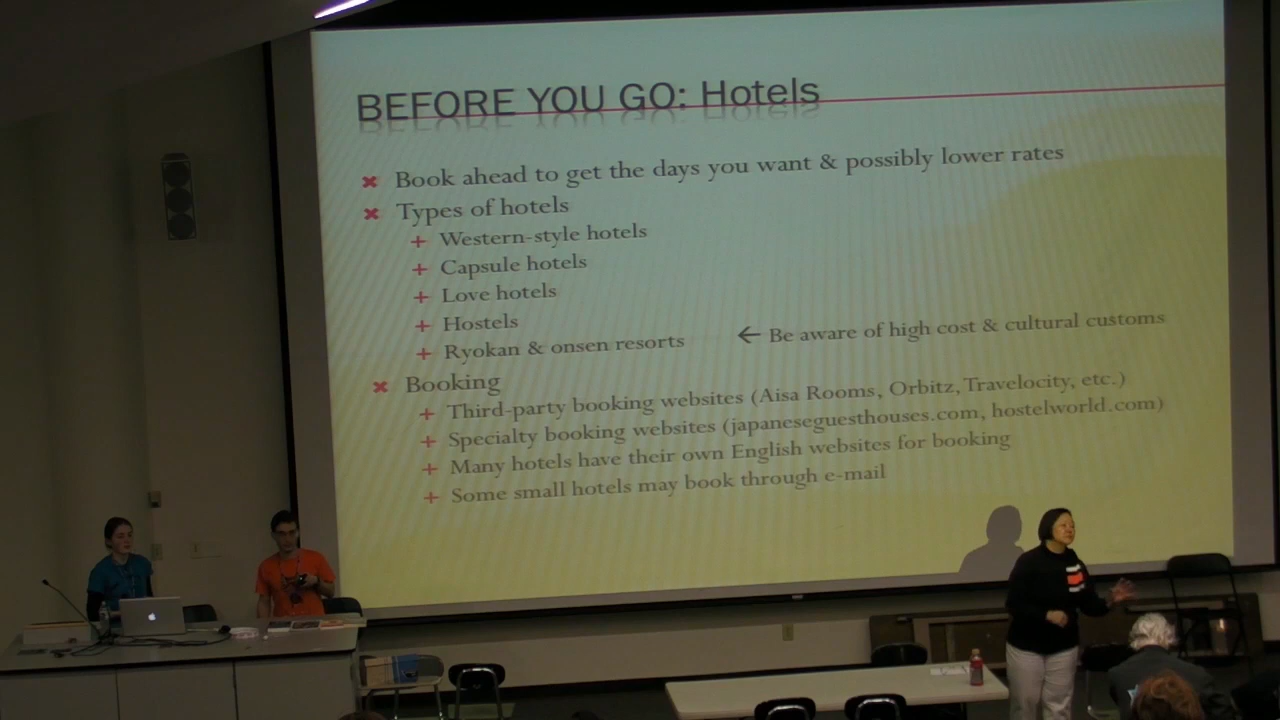 BEFORE YOU GO: Hotels
Book ahead to get the days you want & possibly lower rates
Types of hotels
Western-style hotels
Capsule hotels
Love hotels
Hostels
Ryokan & onsen resorts ← Be aware of high cost & cultural customs
Booking
Third-party booking websites (Aisa Rooms, Orbitz, Travelocity, etc.)
Specialty booking websites (japaneseguesthouses.com, hostelworld.com)
Many hotels have their own English websites for booking
Some small hotels may book through e-mail